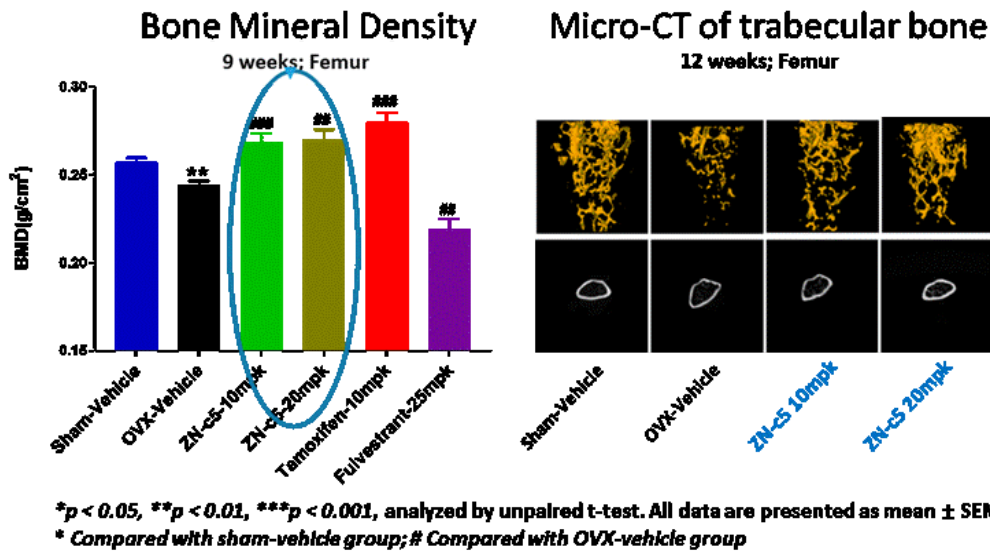 Bone Mineral Density
9 weeks; Femur
BMD(g/cm²)
0.30
0.25
0.20
0.15
**
###
##
###
##
Sham-Vehicle
OVX-Vehicle
ZN-c5-10mpk
ZN-c5-20mpk
Tamoxifen-10mpk
Fulvestrant-25mpk
Micro-CT of trabecular bone
12 weeks; Femur
Sham-Vehicle
OVX-Vehicle
ZN-c5 10mpk
ZN-c5 20mpk
*p < 0.05, **p < 0.01, ***p < 0.001, analyzed by unpaired t-test. All data are presented as mean ± SEM
* Compared with sham-vehicle group; # Compared with OVX-vehicle group